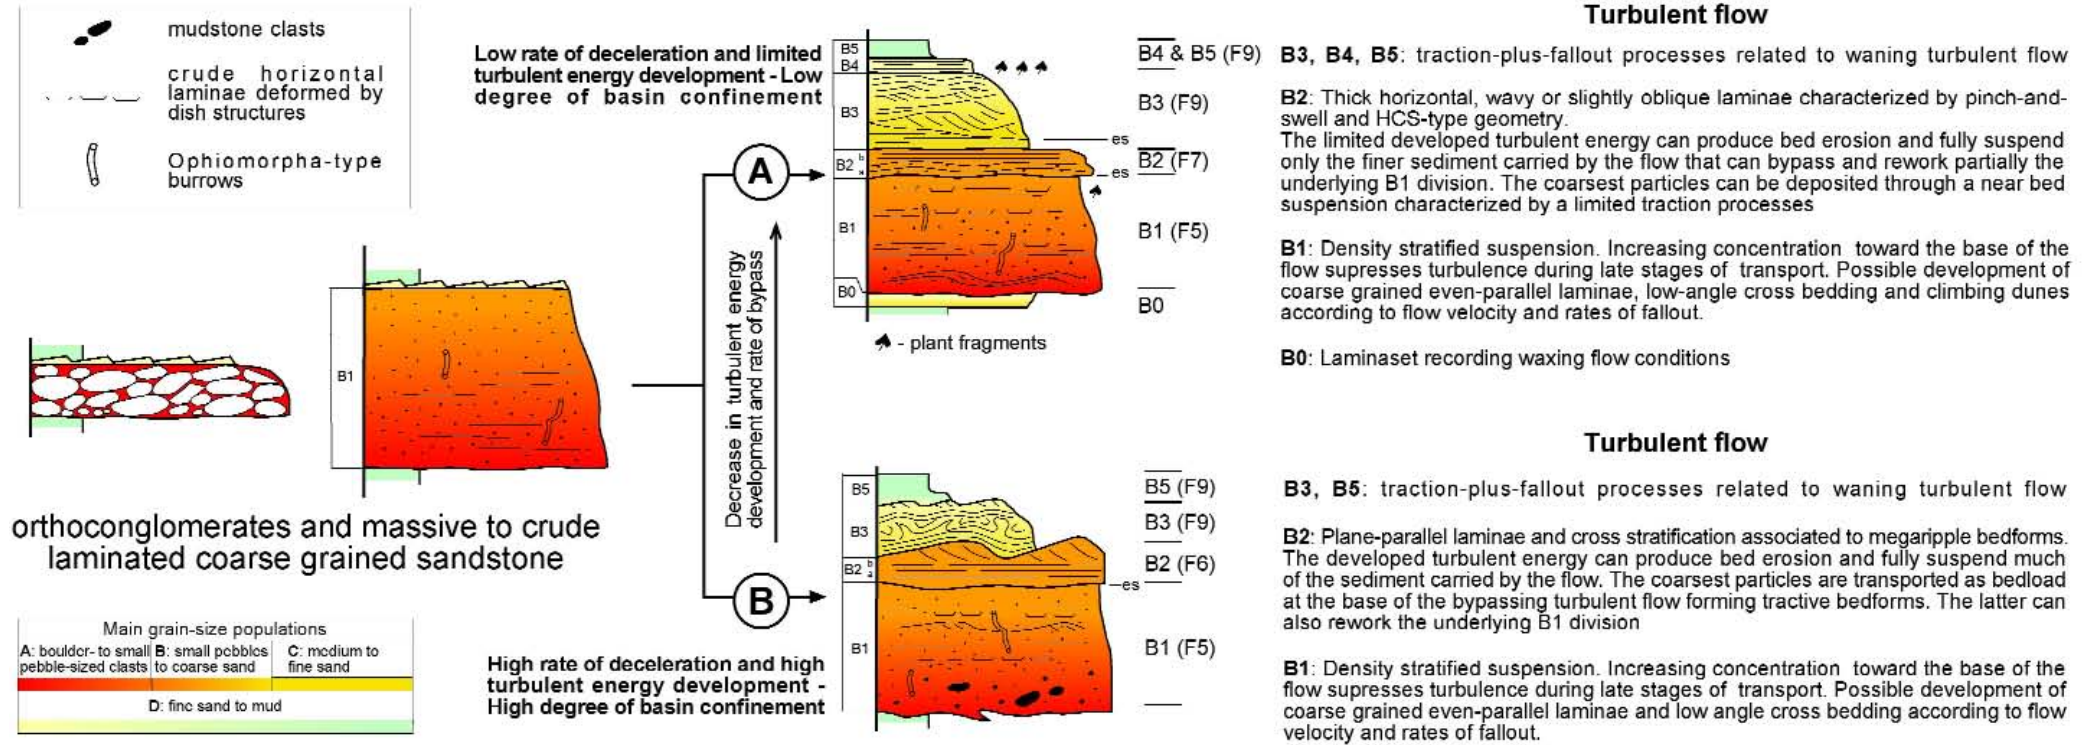 mudstone clasts
crude horizontal
laminae deformed by
dish structures
Ophiomorpha-type
burrows
B1
orthoconglomerates and massive to crude
laminated coarse grained sandstone
Main grain-size populations
A: boulder- to small
pebble-sized clasts
B: small pebbles
to coarse sand
C: medium to
fine sand
D: fine sand to mud
Low rate of deceleration and limited
turbulent energy development - Low
degree of basin confinement
A
Decrease in turbulent energy
development and rate of bypass
B
High rate of deceleration and high
turbulent energy development -
High degree of basin confinement
B5
B4
B3
B2 b
a
B1
B0
es
es
- plant fragments
B4 & B5 (F9)
B3 (F9)
B2 (F7)
B1 (F5)
B0
B5
B3
B2 b
a
B1
es
B5 (F9)
B3 (F9)
B2 (F6)
B1 (F5)
Turbulent flow
B3, B4, B5: traction-plus-fallout processes related to waning turbulent flow
B2: Thick horizontal, wavy or slightly oblique laminae characterized by pinch-and-
swell and HCS-type geometry.
The limited developed turbulent energy can produce bed erosion and fully suspend
only the finer sediment carried by the flow that can bypass and rework partially the
underlying B1 division. The coarsest particles can be deposited through a near bed
suspension characterized by a limited traction processes
B1: Density stratified suspension. Increasing concentration toward the base of the
flow supresses turbulence during late stages of transport. Possible development of
coarse grained even-parallel laminae, low-angle cross bedding and climbing dunes
according to flow velocity and rates of fallout.
B0: Laminaset recording waxing flow conditions
Turbulent flow
B3, B5: traction-plus-fallout processes related to waning turbulent flow
B2: Plane-parallel laminae and cross stratification associated to megaripple bedforms.
The developed turbulent energy can produce bed erosion and fully suspend much
of the sediment carried by the flow. The coarsest particles are transported as bedload
at the base of the bypassing turbulent flow forming tractive bedforms. The latter can
also rework the underlying B1 division
B1: Density stratified suspension. Increasing concentration toward the base of the
flow supresses turbulence during late stages of transport. Possible development of
coarse grained even-parallel laminae and low angle cross bedding according to flow
velocity and rates of fallout.